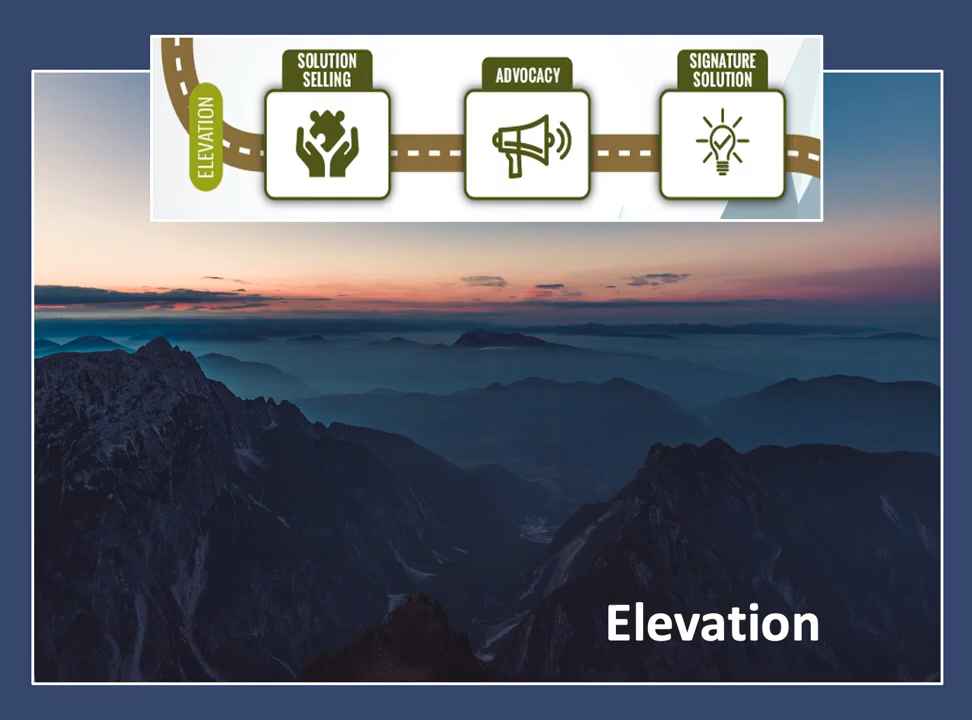 ELEVATION
SOLUTION
SELLING
ADVOCACY
SIGNATURE
SOLUTION
Elevation